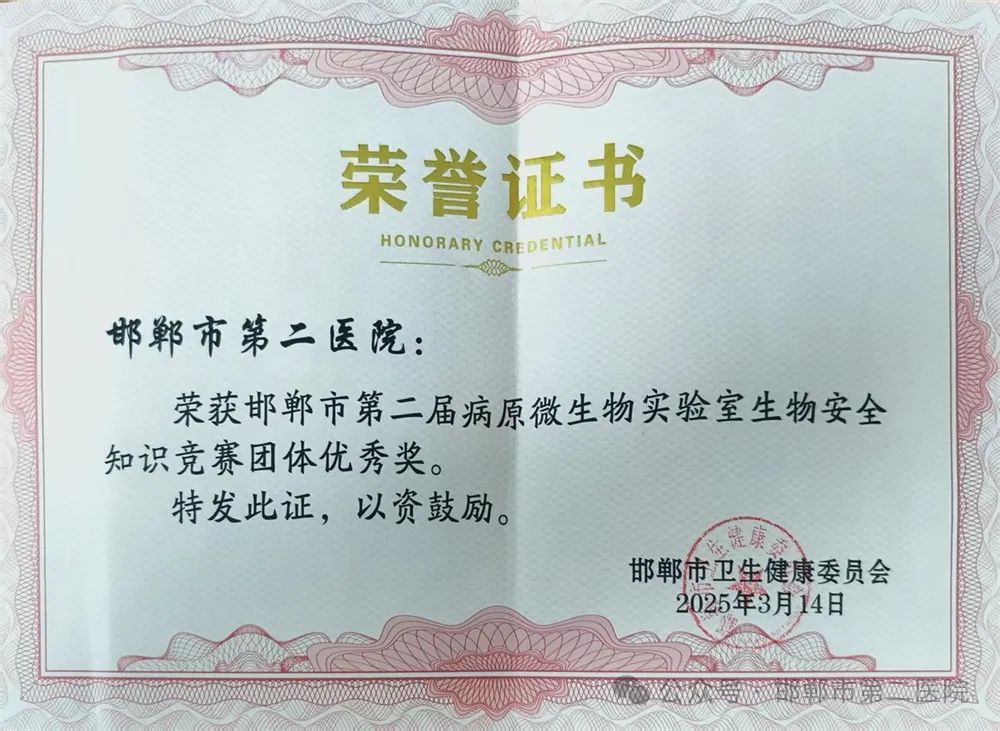 荣誉证书
HONORARY CREDENTIAL
邯郸市第二医院：
荣获邯郸市第二届病原微生物实验室生物安全
知识竞赛团体优秀奖。
特发此证，以资鼓励。
邯郸市卫生健康委员会
2025年3月14日
公众号·邯郸市第二医院